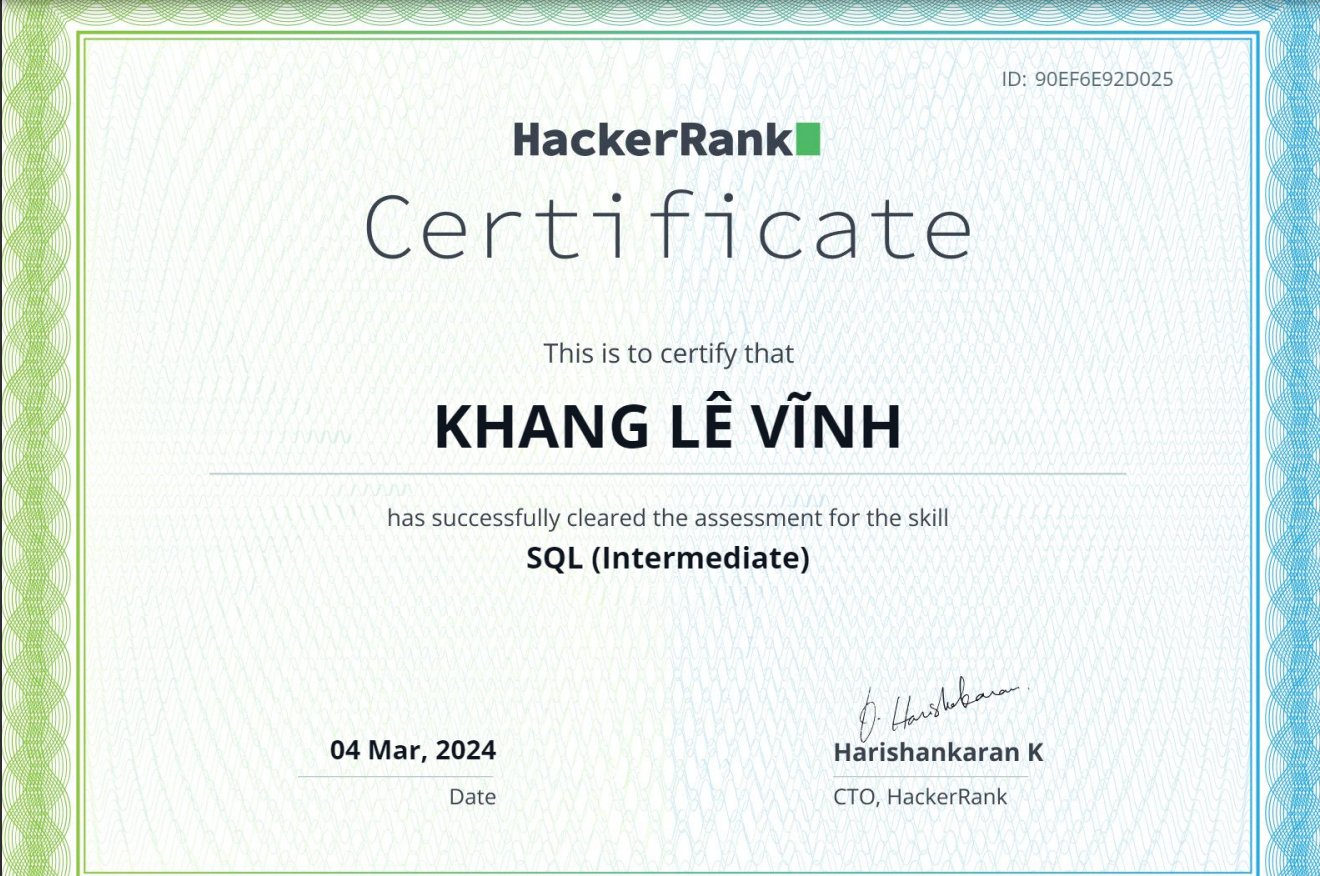 ID: 90EF6E92D025
HackerRank
Certificate
This is to certify that
KHANG LÊ VĨNH
has successfully cleared the assessment for the skill
SQL (Intermediate)
04 Mar, 2024
Date
Harishankaran K
CTO, HackerRank